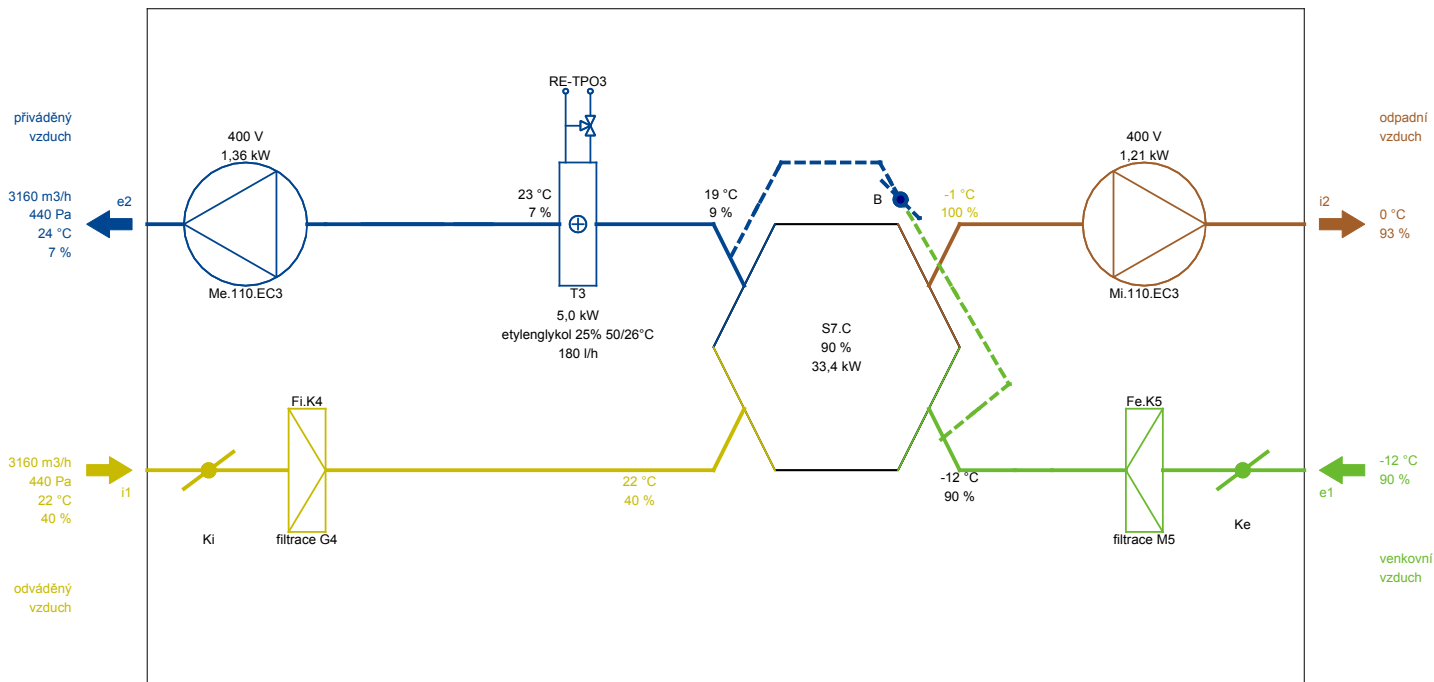 RE-TPO3
přiváděný
vzduch
400 V
1,36 kW
3160 m3/h
440 Pa
24 °C
7 %
e2
Me.110.EC3
23 °C
7 %
T3
5,0 kW
etylenglykol 25% 50/26°C
180 l/h
19 °C
9 %
B
-1 °C
100 %
400 V
1,21 kW
Mi.110.EC3
odpadní
vzduch
i2
0 °C
93 %
S7.C
90 %
33,4 kW
3160 m3/h
440 Pa
22 °C
40 %
i1
Ki
Fi.K4
filtrace G4
22 °C
40 %
-12 °C
90 %
Fe.K5
filtrace M5
Ke
-12 °C
90 %
e1
odváděný
vzduch
venkovní
vzduch